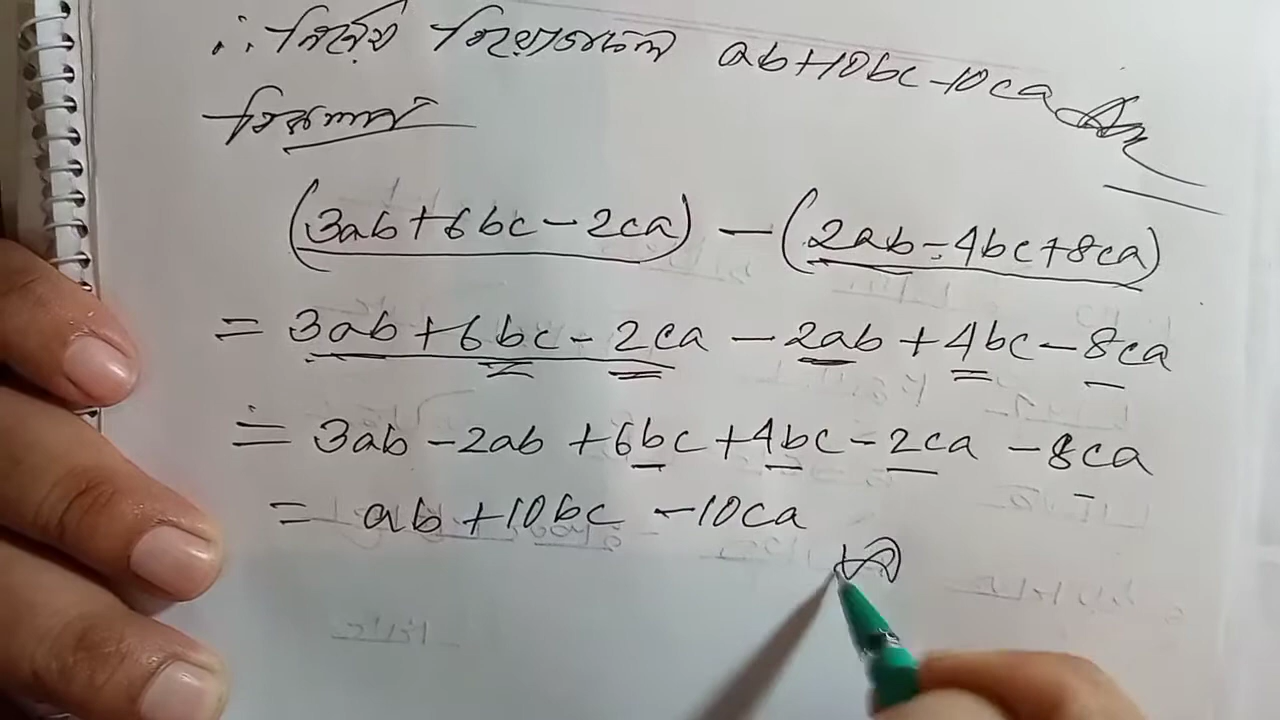 ∴ নির্ণেয় বিয়োগফল ab+10bc-10ca
বিকল্প
(3ab+6bc-2ca) - (2ab-4bc+8ca)
= 3ab+6bc-2ca - 2ab+4bc-8ca
= 3ab-2ab+6bc+4bc-2ca-8ca
= ab+10bc-10ca